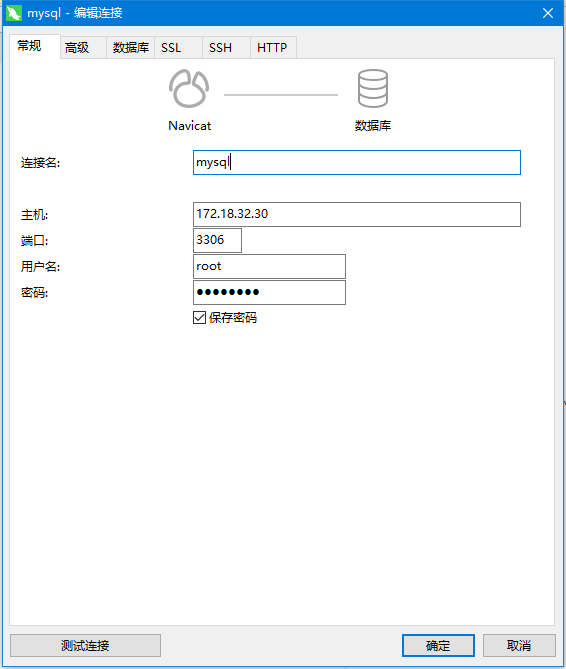 mysql - 编辑连接
常规 高级 数据库 SSL SSH HTTP
Navicat 数据库
连接名: mysql
主机: 172.18.32.30
端口: 3306
用户名: root
密码: ●●●●●●●●
保存密码
测试连接 确定 取消